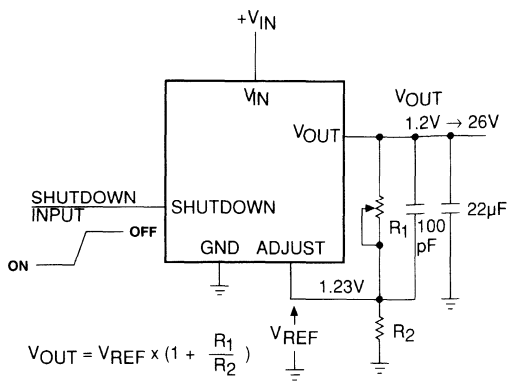 +VIN
VIN
VOUT
VOUT
1.2V → 26V
SHUTDOWN
INPUT
SHUTDOWN
OFF
ON
GND
ADJUST
R1
100
pF
22µF
1.23V
VREF
R2
VOUT = VREF x (1 + R1/R2 )